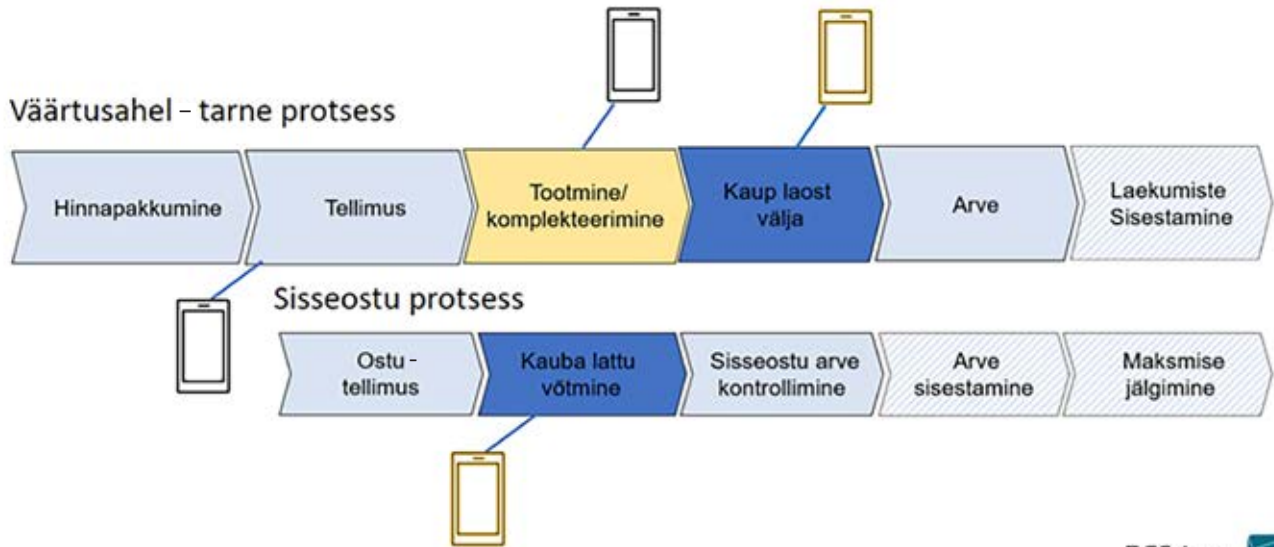 Väärtusahel – tarne protsess
Hinnapakkumine
Tellimus
Tootmine/
komplekteerimine
Kaup laost
välja
Arve
Laekumiste
Sisestamine
Sisseostu protsess
Ostu-
tellimus
Kauba lattu
võtmine
Sisseostu arve
kontrollimine
Arve
sisestamine
Maksmise
jälgimine